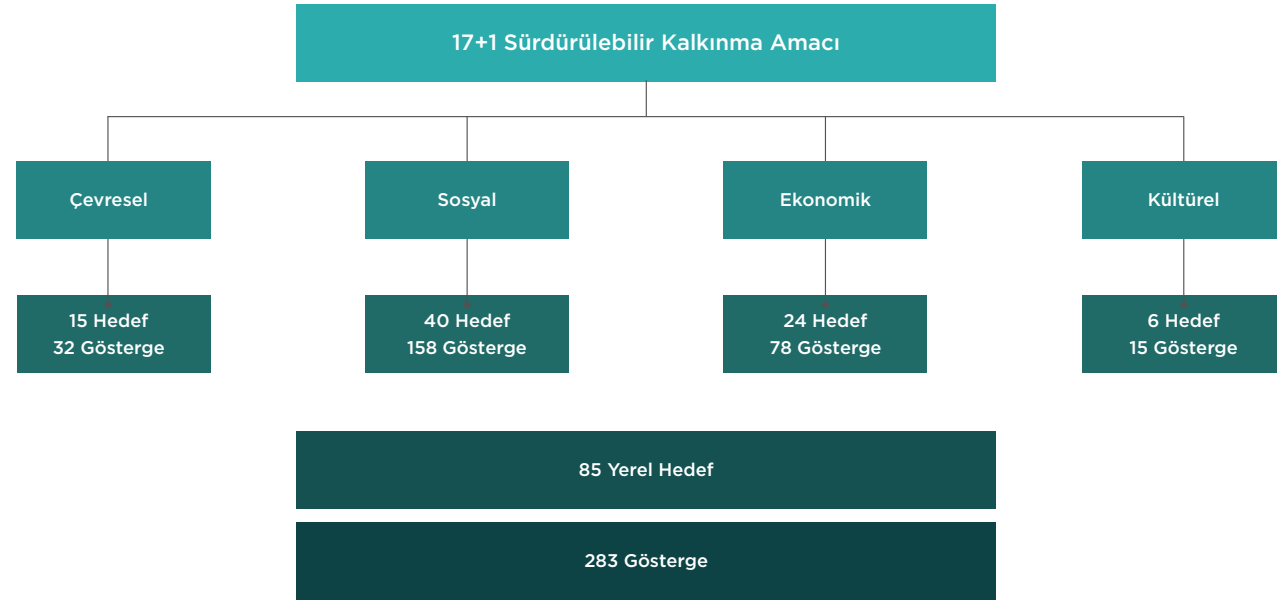 17+1 Sürdürülebilir Kalkınma Amacı
Çevresel
Sosyal
Ekonomik
Kültürel
15 Hedef
32 Gösterge
40 Hedef
158 Gösterge
24 Hedef
78 Gösterge
6 Hedef
15 Gösterge
85 Yerel Hedef
283 Gösterge